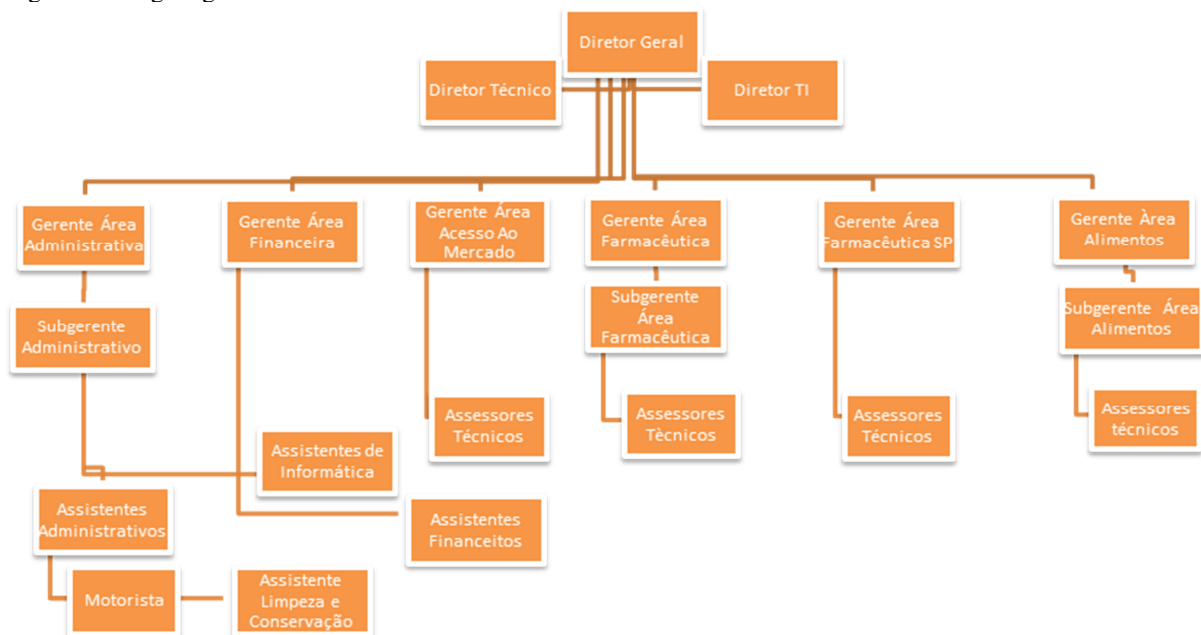 Diretor Geral
Diretor Técnico
Diretor TI
Gerente Área
Administrativa
Gerente Área
Financeira
Gerente Área
Acesso Ao
Mercado
Gerente Área
Farmacêutica
Gerente Área
Farmacêutica SP
Gerente Àrea
Alimentos
Subgerente
Administrativo
Subgerente
Área
Farmacêutica
Subgerente Área
Alimentos
Assessores
Técnicos
Assessores
Tècnicos
Assessores
Técnicos
Assessores
técnicos
Assistentes de
Informática
Assistentes
Administrativos
Assistentes
Financeitos
Motorista
Assistente
Limpeza e
Conservação